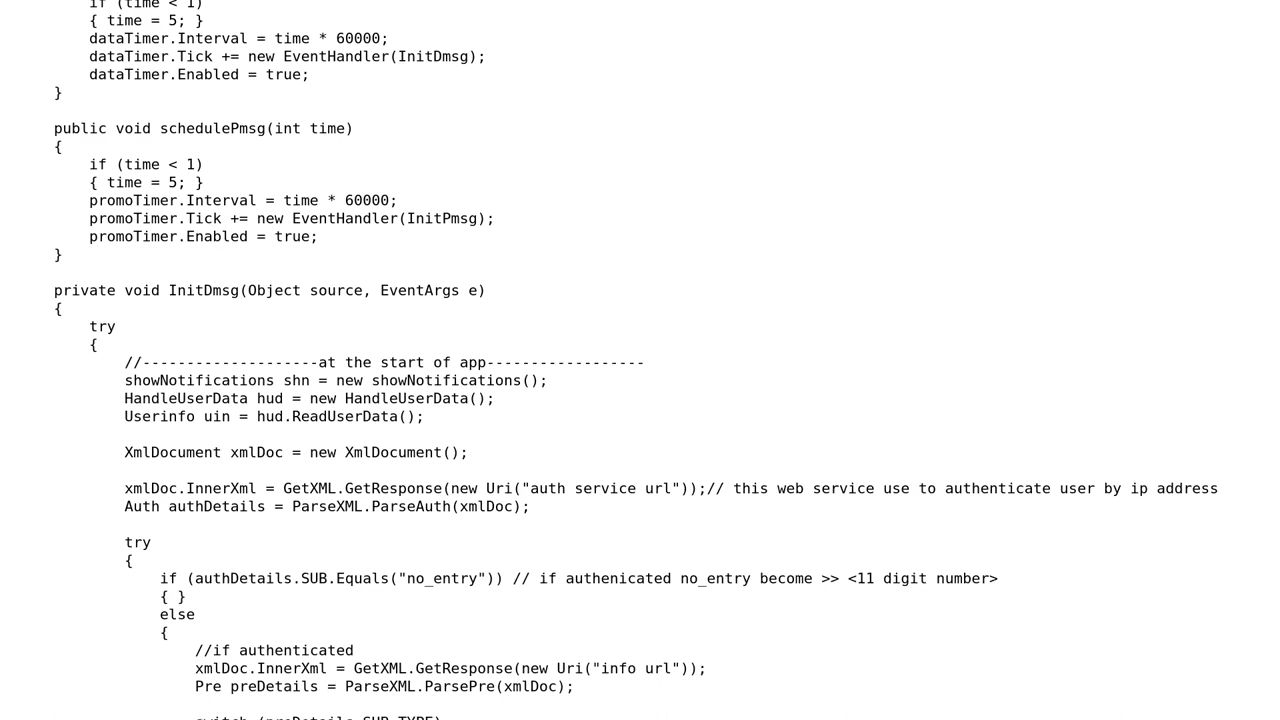 if (time < 1)
{ time = 5; }
dataTimer.Interval = time * 60000;
dataTimer.Tick += new EventHandler(InitDmsg);
dataTimer.Enabled = true;
}
public void schedulePmsg(int time)
{
if (time < 1)
{ time = 5; }
promoTimer.Interval = time * 60000;
promoTimer.Tick += new EventHandler(InitPmsg);
promoTimer.Enabled = true;
}
private void InitDmsg(Object source, EventArgs e)
{
try
{
//--------------------at the start of app------------------
showNotifications shn = new showNotifications();
HandleUserData hud = new HandleUserData();
Userinfo uin = hud.ReadUserData();
XmlDocument xmlDoc = new XmlDocument();
xmlDoc.InnerXml = GetXML.GetResponse(new Uri("auth service url"));// this web service use to authenticate user by ip address
Auth authDetails = ParseXML.ParseAuth(xmlDoc);
try
{
if (authDetails.SUB.Equals("no_entry")) // if authenicated no_entry become >> <11 digit number>
{ }
else
{
//if authenticated
xmlDoc.InnerXml = GetXML.GetResponse(new Uri("info url"));
Pre preDetails = ParseXML.ParsePre(xmlDoc);
switch (preDetails.SUB_TYPE)